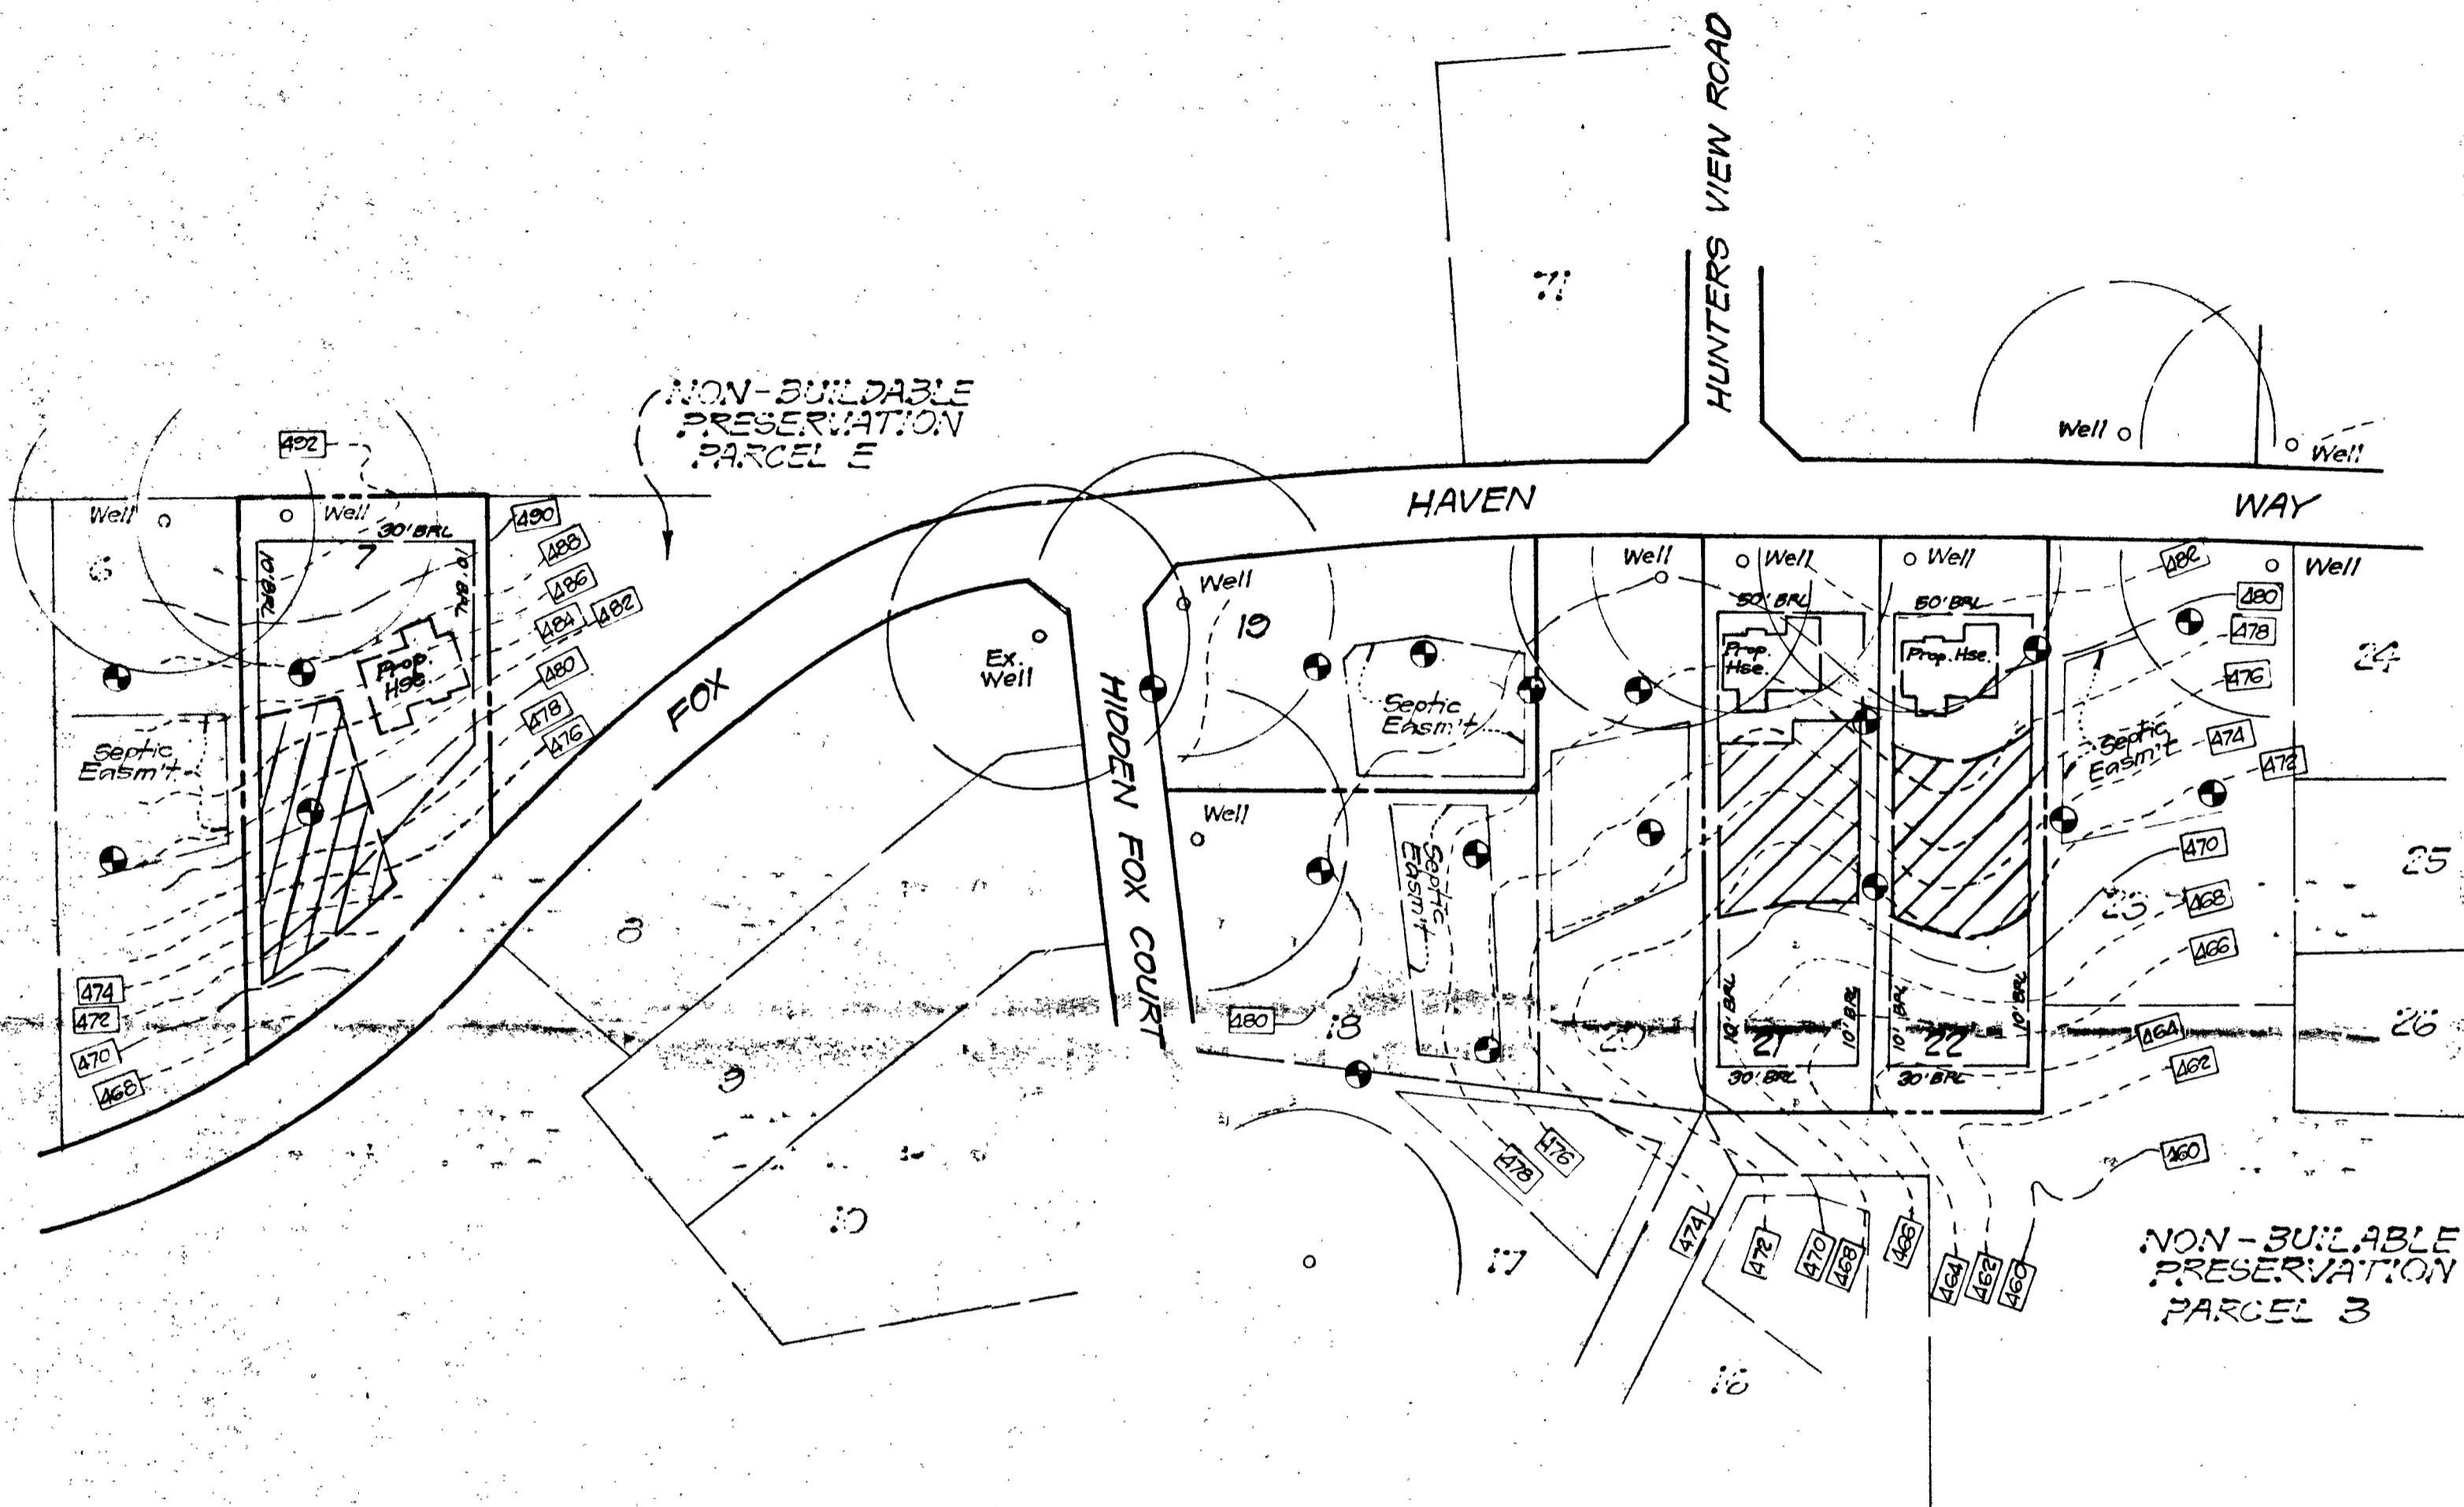 HUNTERS VIEW ROAD
71
NON-BUILDABLE
PRESERVATION
PARCEL E
492
Well
Well
30' BRL
7
6
10' BRL
10' BRL
490
488
486
484
482
480
478
476
Prop.
Hse.
Septic
Easm't.
474
472
470
468
FOX
HAVEN
WAY
Well
Well
Ex.
Well
HIDDEN FOX COURT
Well
19
Septic
Easm't.
Well
Septic
Easm't.
480
18
8
9
10
Well
Well
Well
50' BRL
50' BRL
Prop.
Hse.
Prop. Hse.
20
10' BRL
21
10' BRL
30' BRL
10' BRL
22
10' BRL
30' BRL
482
Well
480
478
476
474
472
Septic
Easm't
470
468
466
464
462
460
23
24
25
26
478
476
474
472
470
468
466
464
462
460
17
16
NON-BUILABLE
PRESERVATION
PARCEL B